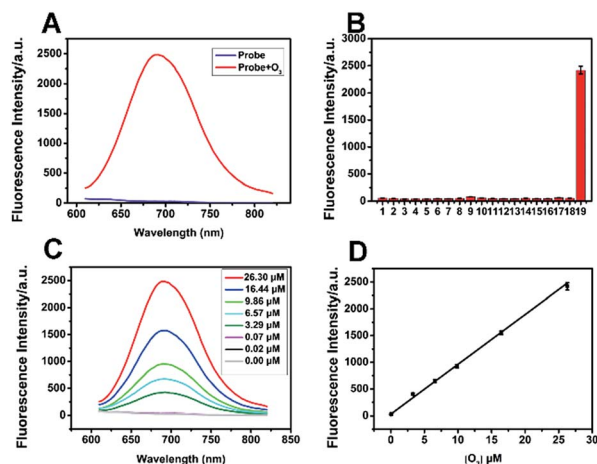 A
Fluorescence Intensity/a.u.
3000
2500
2000
1500
1000
500
0
600 650 700 750 800
Wavelength (nm)
Probe
Probe+O₃
B
Fluorescence Intensity/a.u.
3000
2500
2000
1500
1000
500
0
1 2 3 4 5 6 7 8 9 10 11 12 13 14 15 16 17 18 19
C
Fluorescence Intensity/a.u.
2500
2000
1500
1000
500
0
600 650 700 750 800 850
Wavelength (nm)
26.30 μM
16.44 μM
9.86 μM
6.57 μM
3.29 μM
0.07 μM
0.02 μM
0.00 μM
D
Fluorescence Intensity/a.u.
2500
2000
1500
1000
500
0
0 5 10 15 20 25 30
[O₃] μM